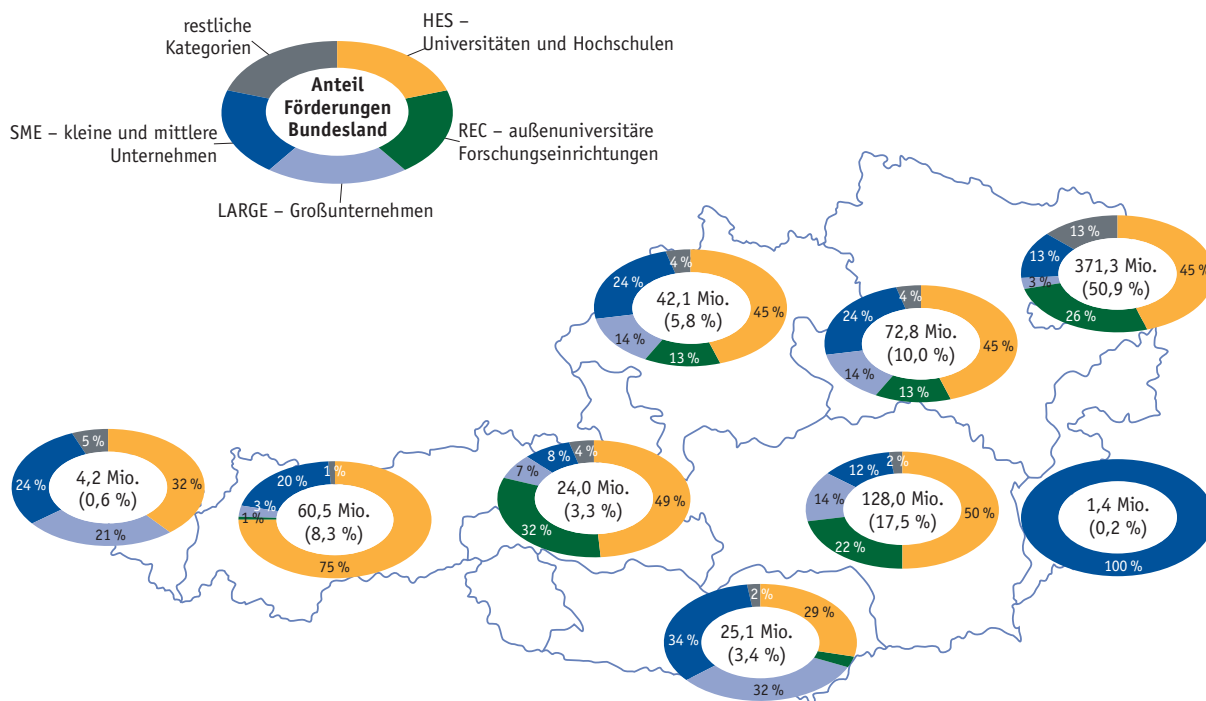 restliche
Kategorien
HES –
Universitäten und Hochschulen
Anteil
Förderungen
Bundesland
SME – kleine und mittlere
Unternehmen
REC – außenuniversitäre
Forschungseinrichtungen
LARGE – Großunternehmen
13 %
13 %
3 %
26 %
45 %
371,3 Mio.
(50,9 %)
4 %
24 %
14 %
13 %
45 %
42,1 Mio.
(5,8 %)
4 %
24 %
14 %
13 %
45 %
72,8 Mio.
(10,0 %)
5 %
24 %
21 %
32 %
4,2 Mio.
(0,6 %)
1 %
20 %
3 %
1 %
75 %
60,5 Mio.
(8,3 %)
4 %
8 %
7 %
32 %
49 %
24,0 Mio.
(3,3 %)
2 %
12 %
14 %
22 %
50 %
128,0 Mio.
(17,5 %)
1,4 Mio.
(0,2 %)
100 %
2 %
34 %
32 %
29 %
25,1 Mio.
(3,4 %)